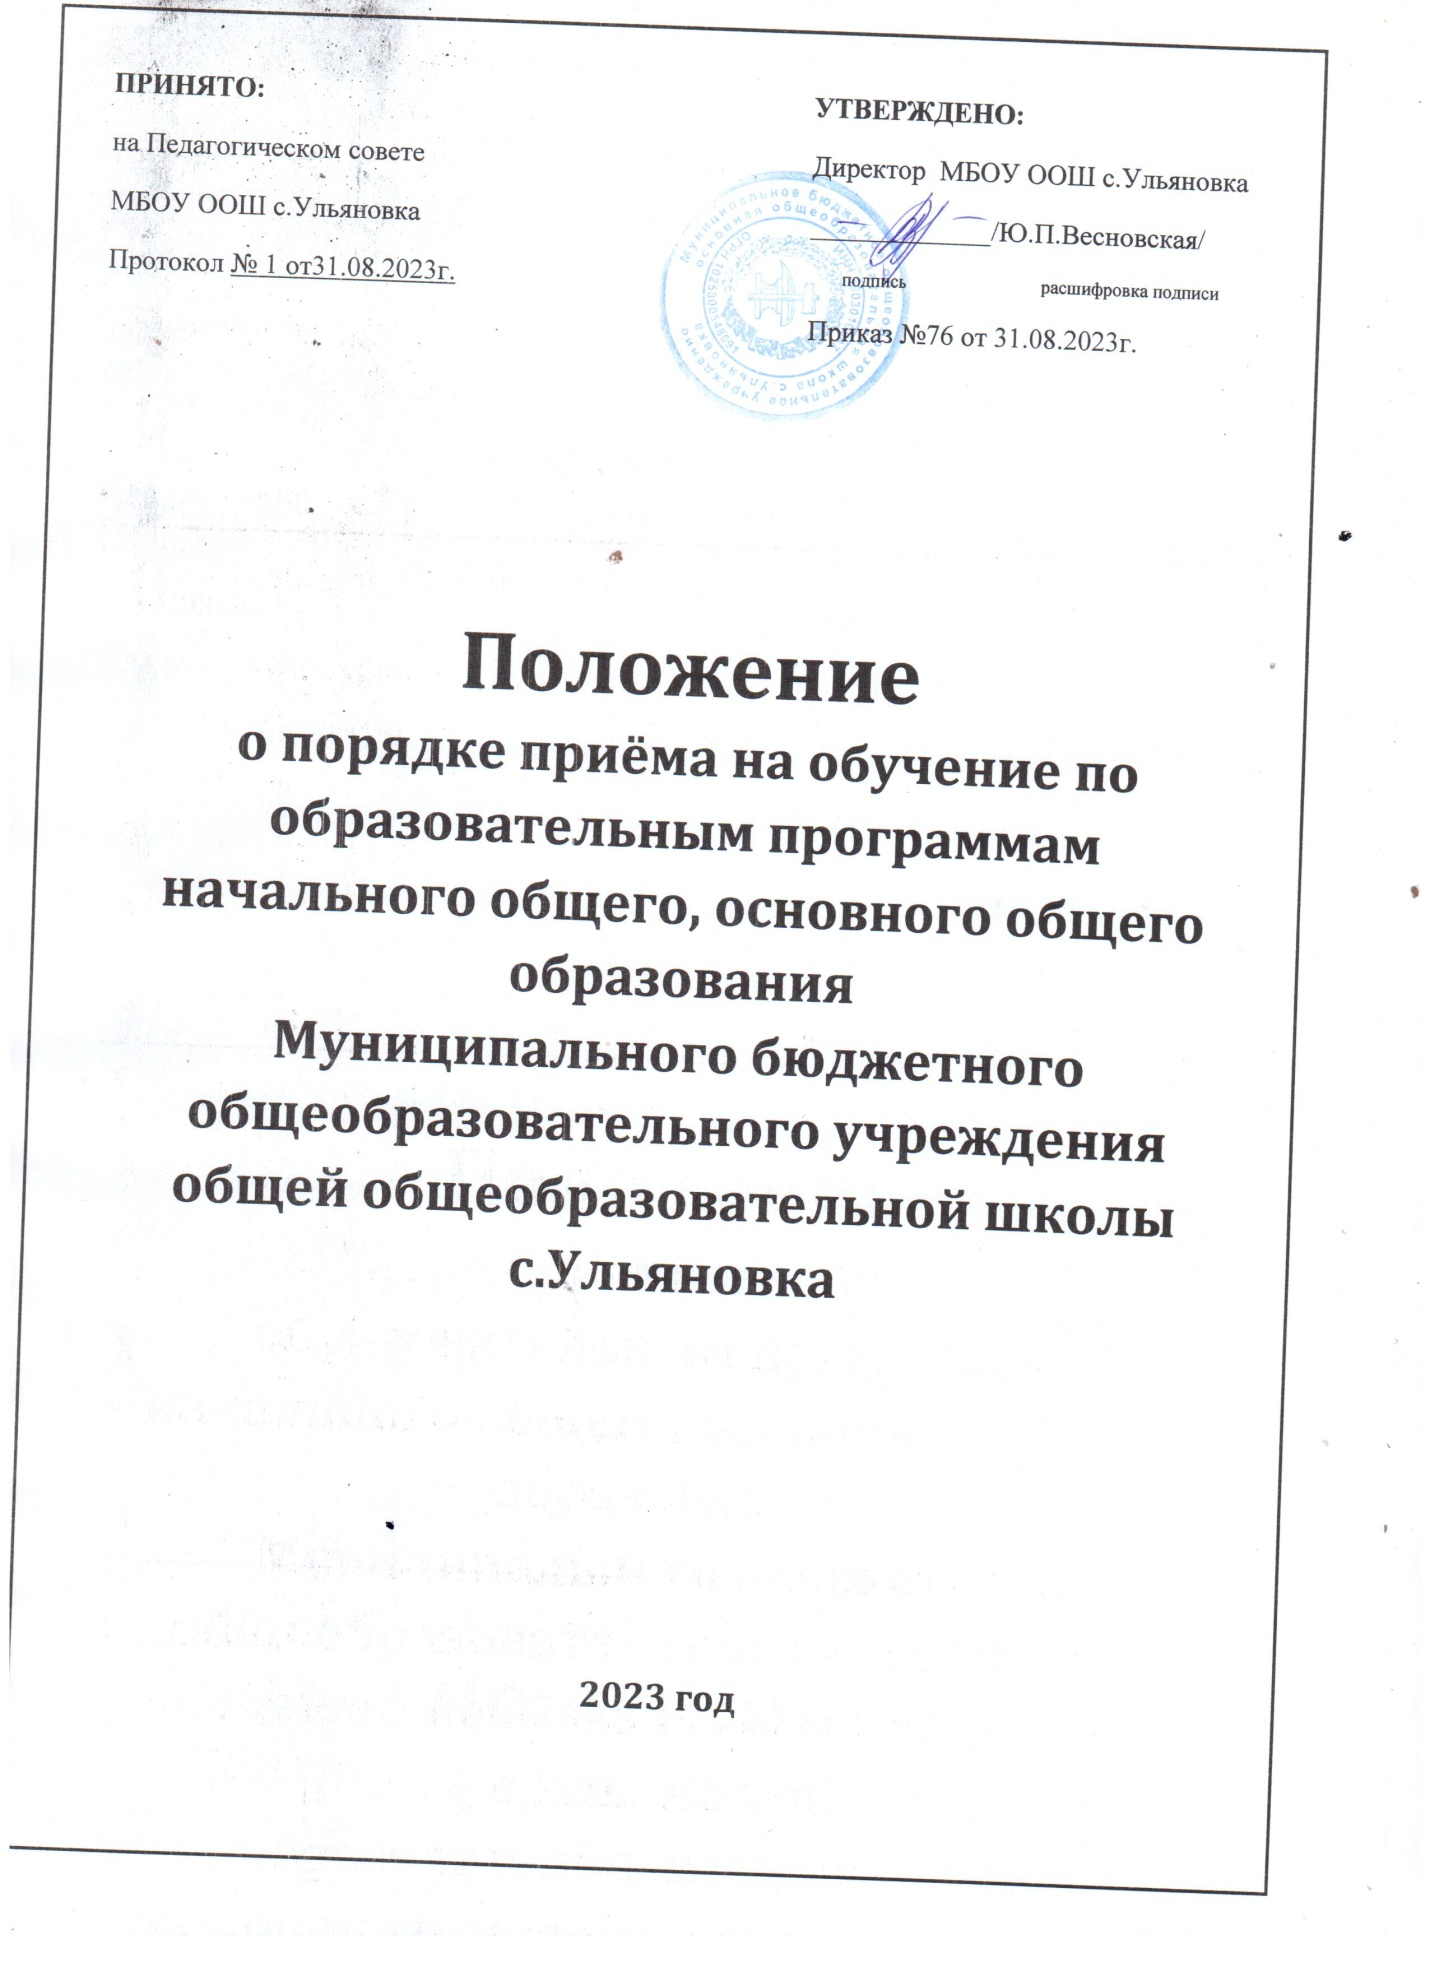 ПРИНЯТО:
на Педагогическом совете
МБОУ ООШ с.Ульяновка
Протокол № 1 от31.08.2023г.
УТВЕРЖДЕНО:
Директор МБОУ ООШ с.Ульяновка
/Ю.П.Весновская/
подпись расшифровка подписи
Приказ №76 от 31.08.2023г.
Положение
о порядке приёма на обучение по
образовательным программам
начального общего, основного общего
образования
Муниципального бюджетного
общеобразовательного учреждения
общей общеобразовательной школы
с.Ульяновка
2023 год